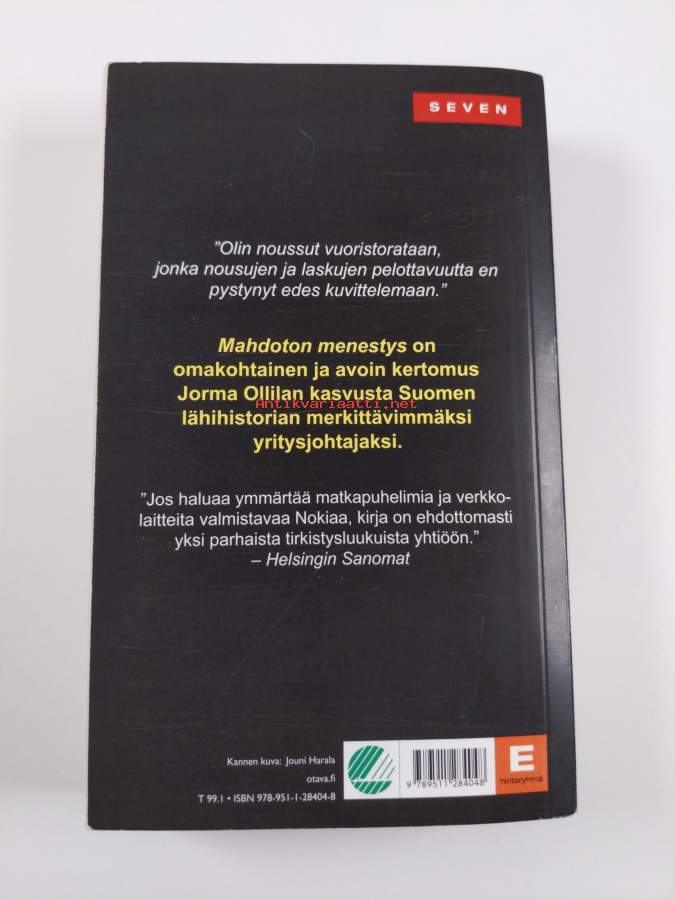 SEVEN
”Olin noussut vuoristorataan,
jonka nousujen ja laskujen pelottavuutta en
pystynyt edes kuvittelemaan.”
Mahdoton menestys on
omakohtainen ja avoin kertomus
Jorma Ollilan kasvusta Suomen
Antikvariaatti.net
lähihistorian merkittävimmäksi
yritysjohtajaksi.
”Jos haluaa ymmärtää matkapuhelimia ja verkko-
laitteita valmistavaa Nokiaa, kirja on ehdottomasti
yksi parhaista tirkistysluukuista yhtiöön.”
– Helsingin Sanomat
Kannen kuva: Jouni Harala
otava.fi
T 99.1 • ISBN 978-951-1-28404-8
9 789511 284048
E
hintaryhmä